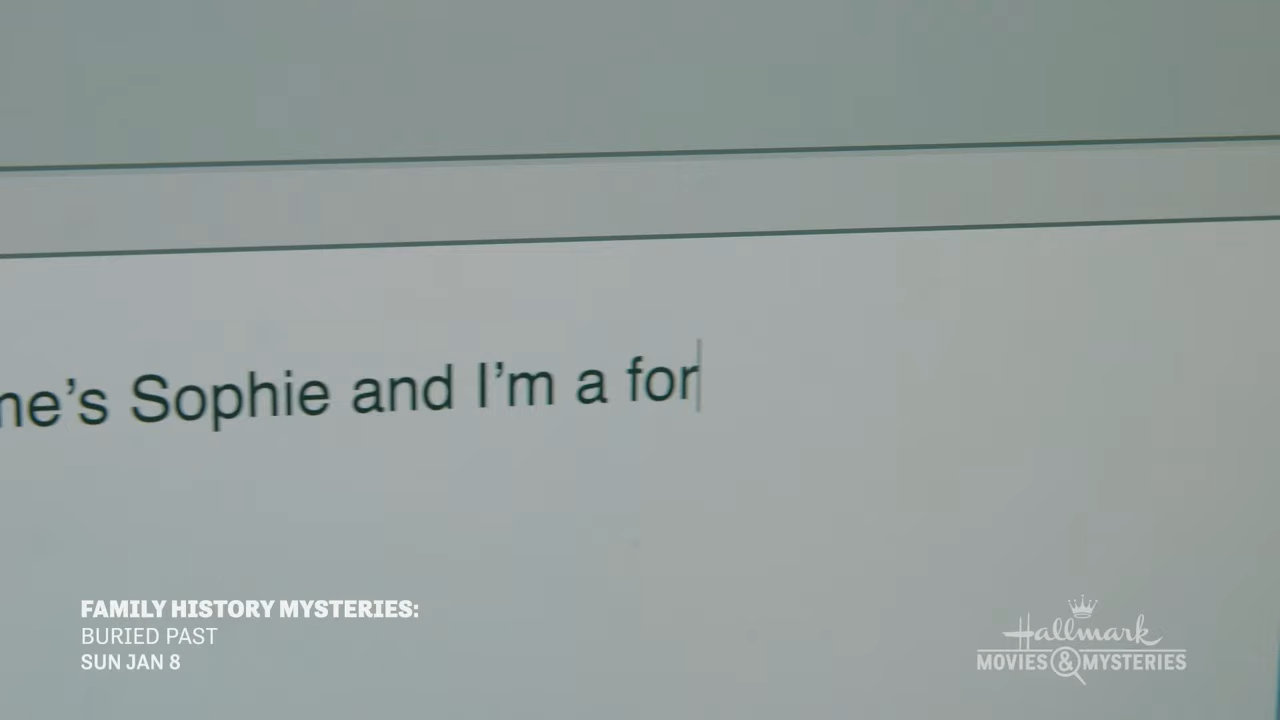 ne’s Sophie and I’m a for
FAMILY HISTORY MYSTERIES:
BURIED PAST
SUN JAN 8
Hallmark
MOVIES & MYSTERIES